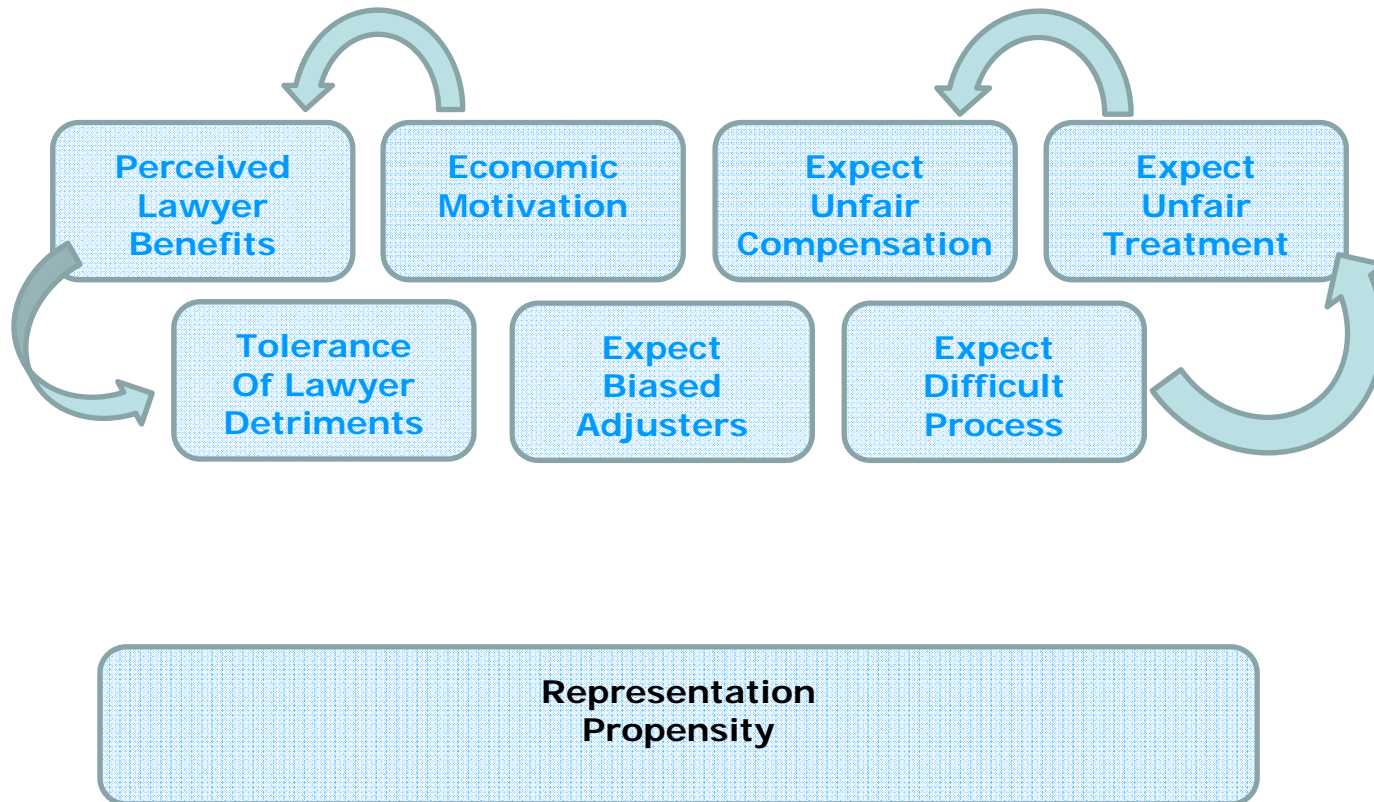 Perceived
Lawyer
Benefits
Economic
Motivation
Expect
Unfair
Compensation
Expect
Unfair
Treatment
Tolerance
Of Lawyer
Detriments
Expect
Biased
Adjusters
Expect
Difficult
Process
Representation
Propensity